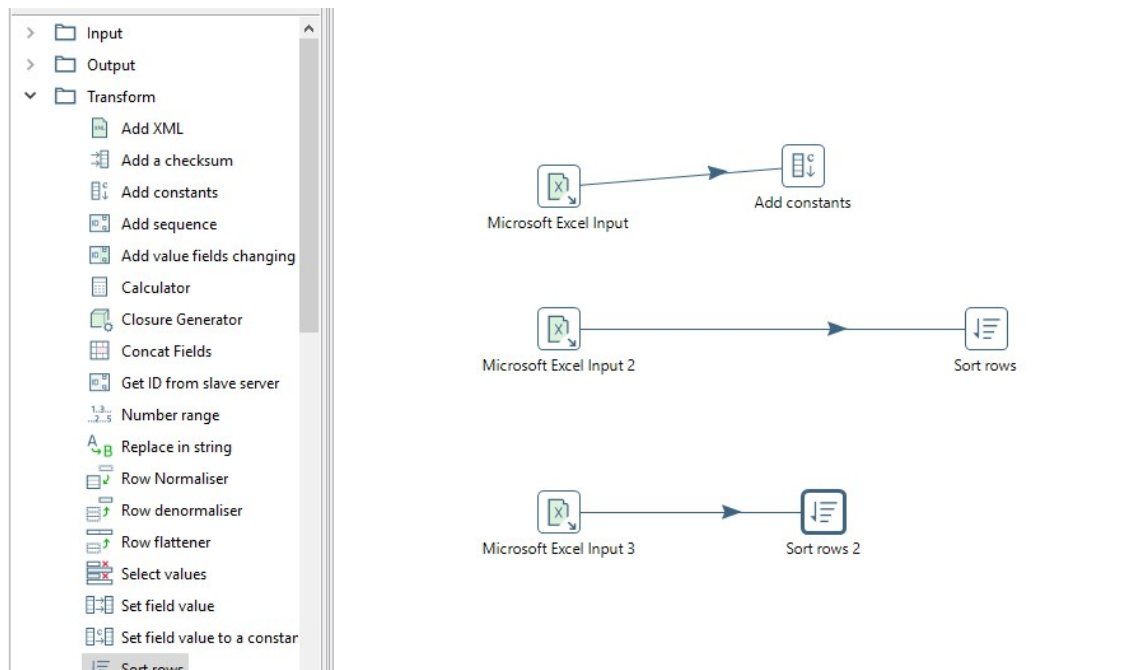 Input
Output
Transform
Add XML
Add a checksum
Add constants
Add sequence
Add value fields changing
Calculator
Closure Generator
Concat Fields
Get ID from slave server
Number range
Replace in string
Row Normaliser
Row denormaliser
Row flattener
Select values
Set field value
Set field value to a constan
Sort rows
Microsoft Excel Input
Add constants
Microsoft Excel Input 2
Sort rows
Microsoft Excel Input 3
Sort rows 2